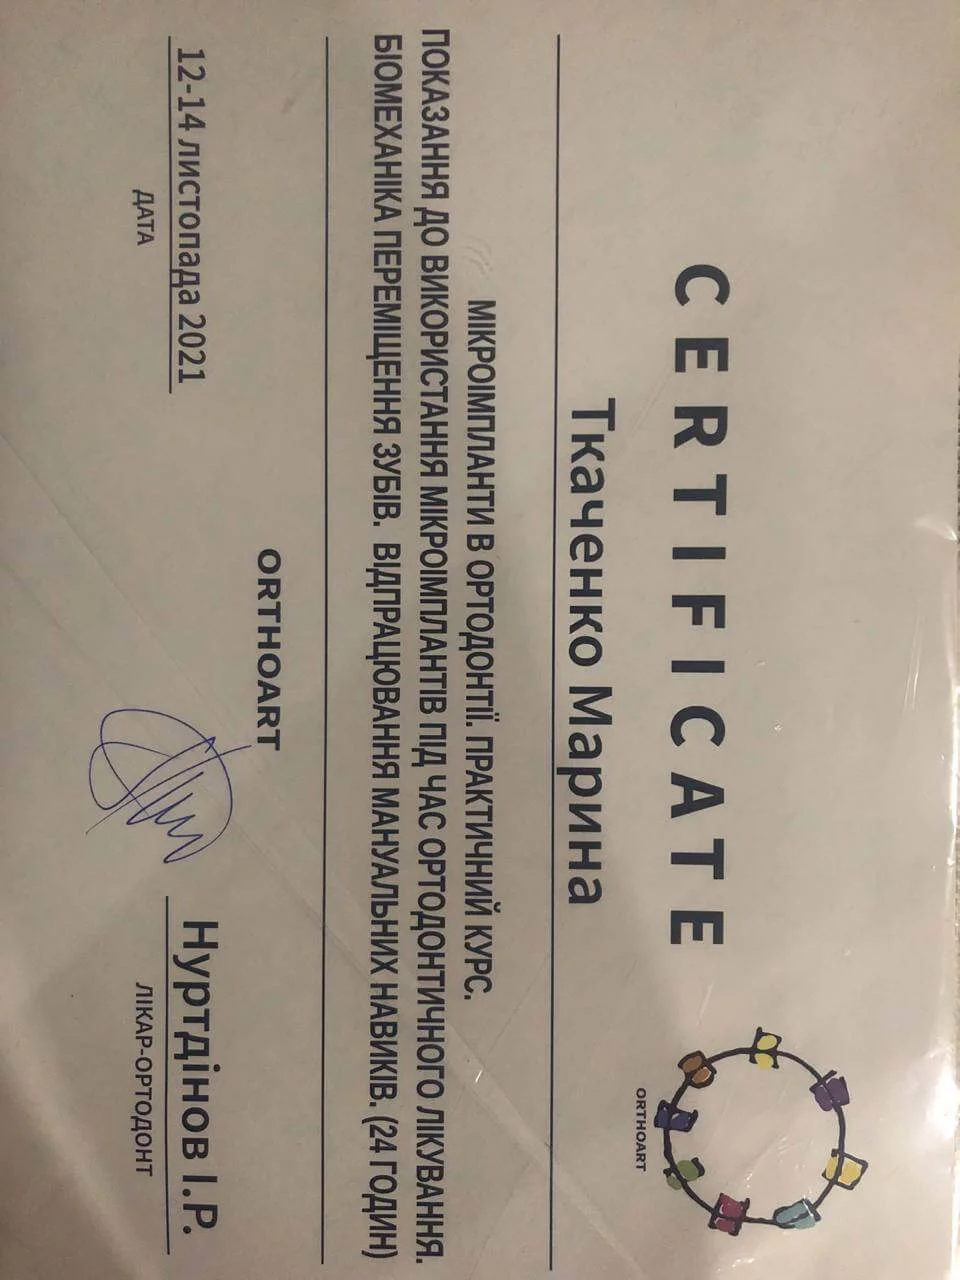 CERTIFICATE
ORTHOART
Ткаченко Марина
МІКРОІМПЛАНТИ В ОРТОДОНТІЇ. ПРАКТИЧНИЙ КУРС.
ПОКАЗАННЯ ДО ВИКОРИСТАННЯ МІКРОІМПЛАНТІВ ПІД ЧАС ОРТОДОНТИЧНОГО ЛІКУВАННЯ.
БІОМЕХАНІКА ПЕРЕМІЩЕННЯ ЗУБІВ. ВІДПРАЦЮВАННЯ МАНУАЛЬНИХ НАВИКІВ. (24 ГОДИН)
ORTHOART
12-14 листопада 2021
Нуртдінов І.Р.
ДАТА
ЛІКАР-ОРТОДОНТ